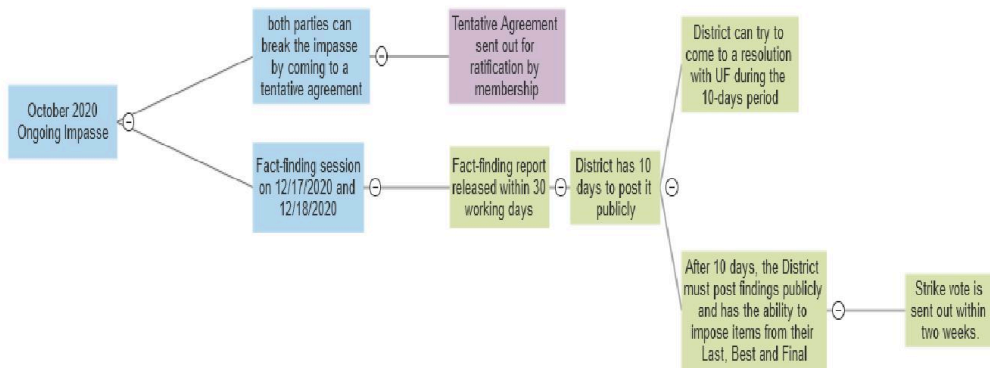 October 2020
Ongoing Impasse
both parties can
break the impasse
by coming to a
tentative agreement
Tentative Agreement
sent out for
ratification by
membership
Fact-finding session
on 12/17/2020 and
12/18/2020
Fact-finding report
released within 30
working days
District has 10
days to post it
publicly
District can try to
come to a resolution
with UF during the
10-days period
After 10 days, the District
must post findings publicly
and has the ability to
impose items from their
Last, Best and Final
Strike vote is
sent out within
two weeks.